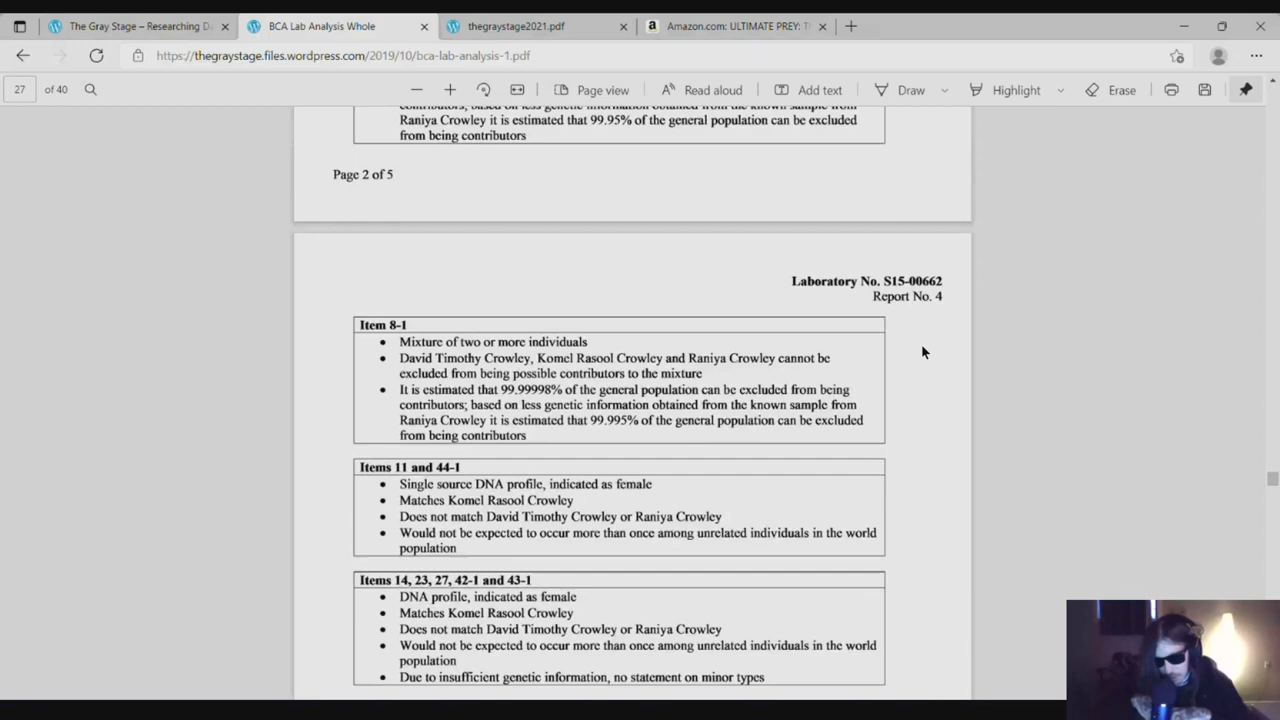 The Gray Stage – Researching D
BCA Lab Analysis Whole
thegraystage2021.pdf
Amazon.com: ULTIMATE PREY: T
https://thegraystage.files.wordpress.com/2019/10/bca-lab-analysis-1.pdf
27 of 40
Page view
Read aloud
Add text
Draw
Highlight
Erase
contributors; based on less genetic information obtained from the known sample from
Raniya Crowley it is estimated that 99.95% of the general population can be excluded
from being contributors
Page 2 of 5
Laboratory No. S15-00662
Report No. 4
Item 8-1
• Mixture of two or more individuals
• David Timothy Crowley, Komel Rasool Crowley and Raniya Crowley cannot be
excluded from being possible contributors to the mixture
• It is estimated that 99.99998% of the general population can be excluded from being
contributors; based on less genetic information obtained from the known sample from
Raniya Crowley it is estimated that 99.995% of the general population can be excluded
from being contributors
Items 11 and 44-1
• Single source DNA profile, indicated as female
• Matches Komel Rasool Crowley
• Does not match David Timothy Crowley or Raniya Crowley
• Would not be expected to occur more than once among unrelated individuals in the world
population
Items 14, 23, 27, 42-1 and 43-1
• DNA profile, indicated as female
• Matches Komel Rasool Crowley
• Does not match David Timothy Crowley or Raniya Crowley
• Would not be expected to occur more than once among unrelated individuals in the world
population
• Due to insufficient genetic information, no statement on minor types